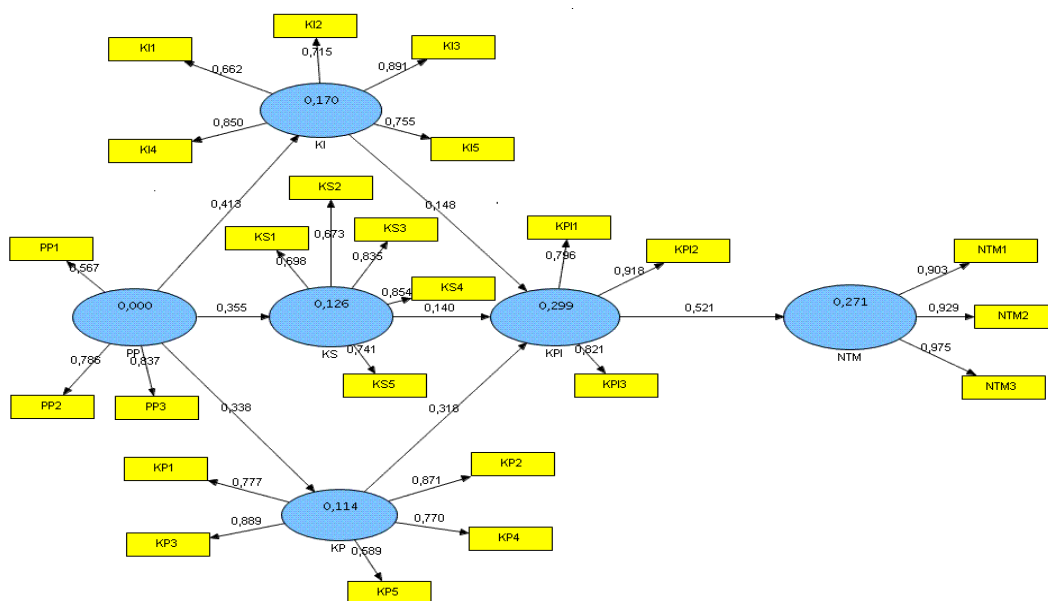 KI2
KI1
KI3
0,715
0,662
0,891
0,170
0,850
0,755
KI4
KI
KI5
KS2
0,413
0,148
KS1
0,673
KS3
KPI1
PP1
0,698
0,835
0,796
KPI2
NTM1
0,567
KS4
0,918
0,903
0,854
0,000
0,355
0,126
0,140
0,299
0,521
0,271
0,929
NTM2
PP
KS
0,741
KPI
0,821
NTM
0,975
0,786
0,837
KS5
KPI3
NTM3
PP2
PP3
0,338
0,318
KP1
KP2
0,777
0,871
0,114
0,889
0,770
KP3
KP
0,589
KP4
KP5